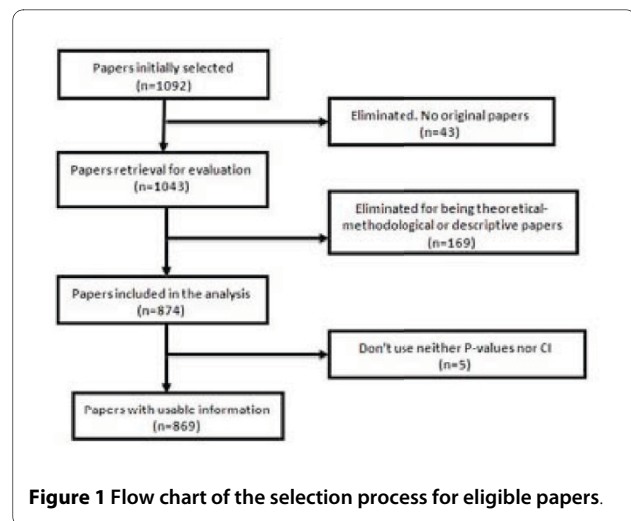 Papers initially selected
(n=1092)
Eliminated. No original papers
(n=43)
Papers retrieval for evaluation
(n=1043)
Eliminated for being theoretical-
methodological or descriptive papers
(n=169)
Papers included in the analysis
(n=874)
Don't use neither P-values nor CI
(n=5)
Papers with usable information
(n=869)
Figure 1 Flow chart of the selection process for eligible papers.